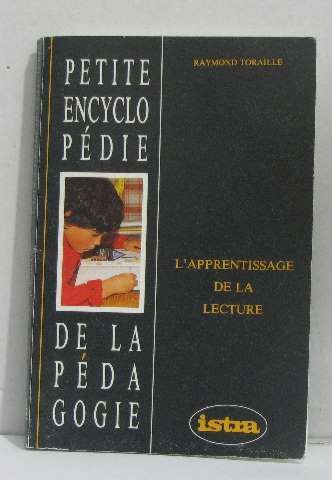 PETITE
ENCYCLO
PÉDIE
DE LA
PÉDA
GOGIE
RAYMOND TORAILLE
L'APPRENTISSAGE
DE LA
LECTURE
istra